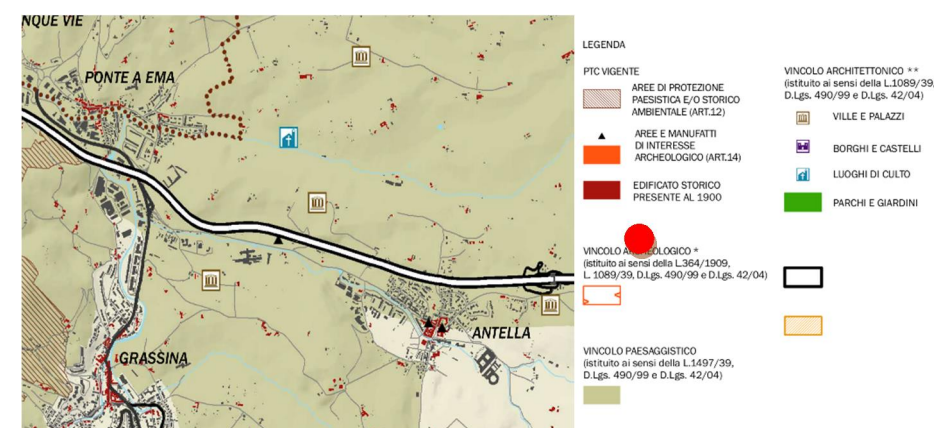 NQUE VIE
PONTE A EMA
GRASSINA
ANTELLA
LEGENDA
PTC VIGENTE
AREE DI PROTEZIONE
PAESISTICA E/O STORICO
AMBIENTALE (ART.12)
AREE E MANUFATTI
DI INTERESSE
ARCHEOLOGICO (ART.14)
EDIFICATO STORICO
PRESENTE AL 1900
VINCOLO *
(istituito ai sensi della L.364/1909,
L. 1089/39, D.Lgs. 490/99 e D.Lgs. 42/04)
VINCOLO PAESAGGISTICO
(istituito ai sensi della L.1497/39,
D.Lgs. 490/99 e D.Lgs. 42/04)
VINCOLO ARCHITETTONICO **
(istituito ai sensi della L.1089/39,
D.Lgs. 490/99 e D.Lgs. 42/04)
VILLE E PALAZZI
BORGHI E CASTELLI
LUOGHI DI CULTO
PARCHI E GIARDINI